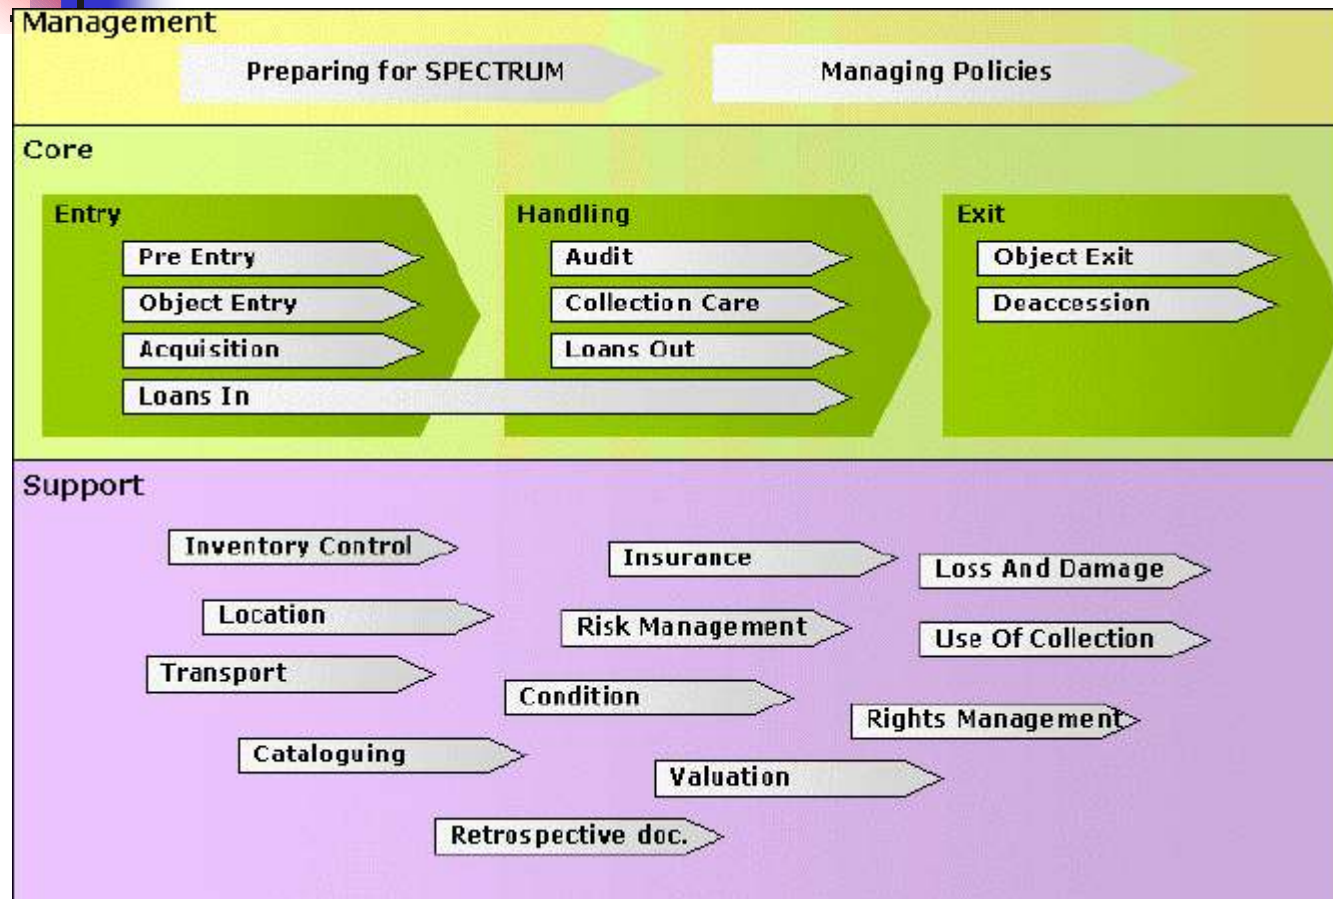 Management
Preparing for SPECTRUM
Managing Policies
Core
Entry
Pre Entry
Object Entry
Acquisition
Loans In
Handling
Audit
Collection Care
Loans Out
Exit
Object Exit
Deaccession
Support
Inventory Control
Location
Transport
Cataloguing
Retrospective doc.
Insurance
Risk Management
Condition
Valuation
Loss And Damage
Use Of Collection
Rights Management